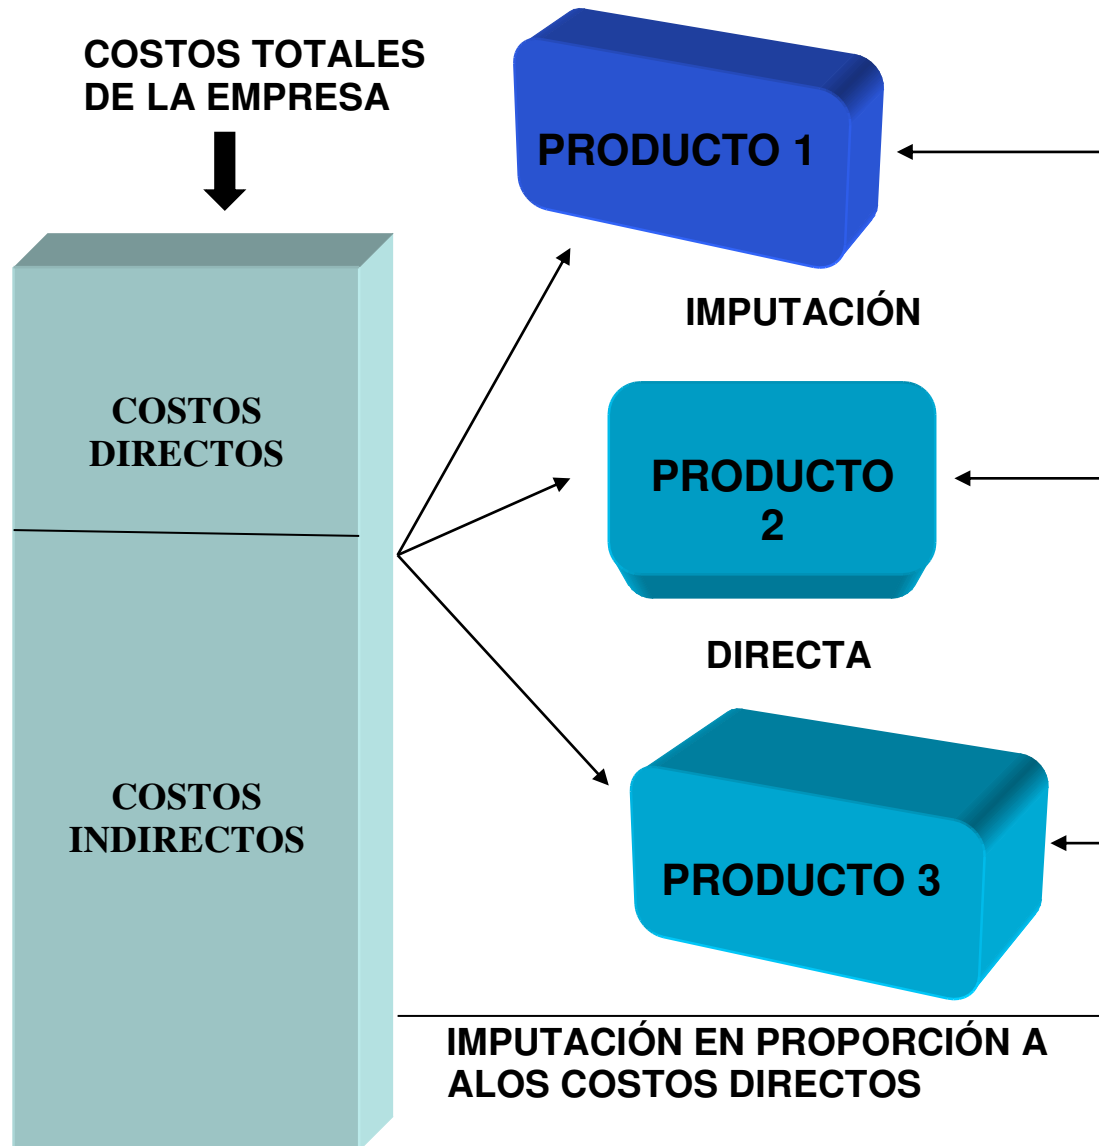 COSTOS TOTALES
DE LA EMPRESA
PRODUCTO 1
IMPUTACIÓN
COSTOS
DIRECTOS
PRODUCTO
2
DIRECTA
COSTOS
INDIRECTOS
PRODUCTO 3
IMPUTACIÓN EN PROPORCIÓN A
ALOS COSTOS DIRECTOS